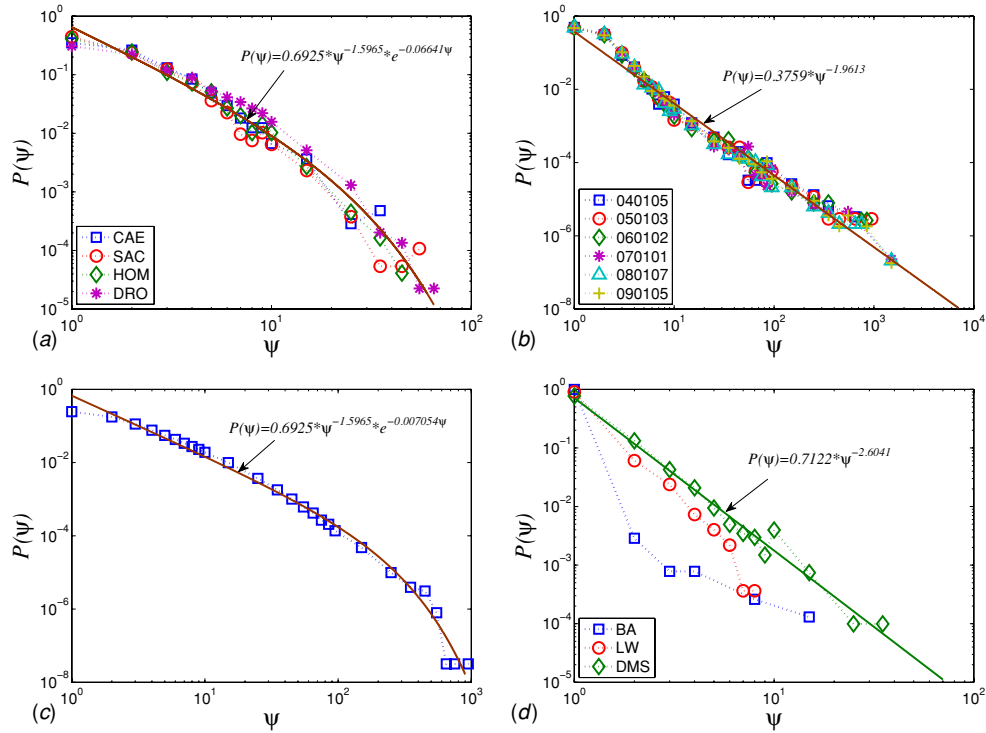 10^0
10^-1
10^-2
10^-3
10^-4
10^-5
10^0
10^1
10^2
P(ψ)
ψ
P(ψ)=0.6925*ψ^-1.5965*e^-0.06641ψ
CAE
SAC
HOM
DRO
(a)
10^0
10^-2
10^-4
10^-6
10^-8
10^0
10^1
10^2
10^3
10^4
P(ψ)
ψ
P(ψ)=0.3759*ψ^-1.9613
040105
050103
060102
070101
080107
090105
(b)
10^0
10^-2
10^-4
10^-6
10^-8
10^0
10^1
10^2
10^3
P(ψ)
ψ
P(ψ)=0.6925*ψ^-1.5965*e^-0.007054ψ
(c)
10^0
10^-1
10^-2
10^-3
10^-4
10^-5
10^0
10^1
10^2
P(ψ)
ψ
P(ψ)=0.7122*ψ^-2.6041
BA
LW
DMS
(d)